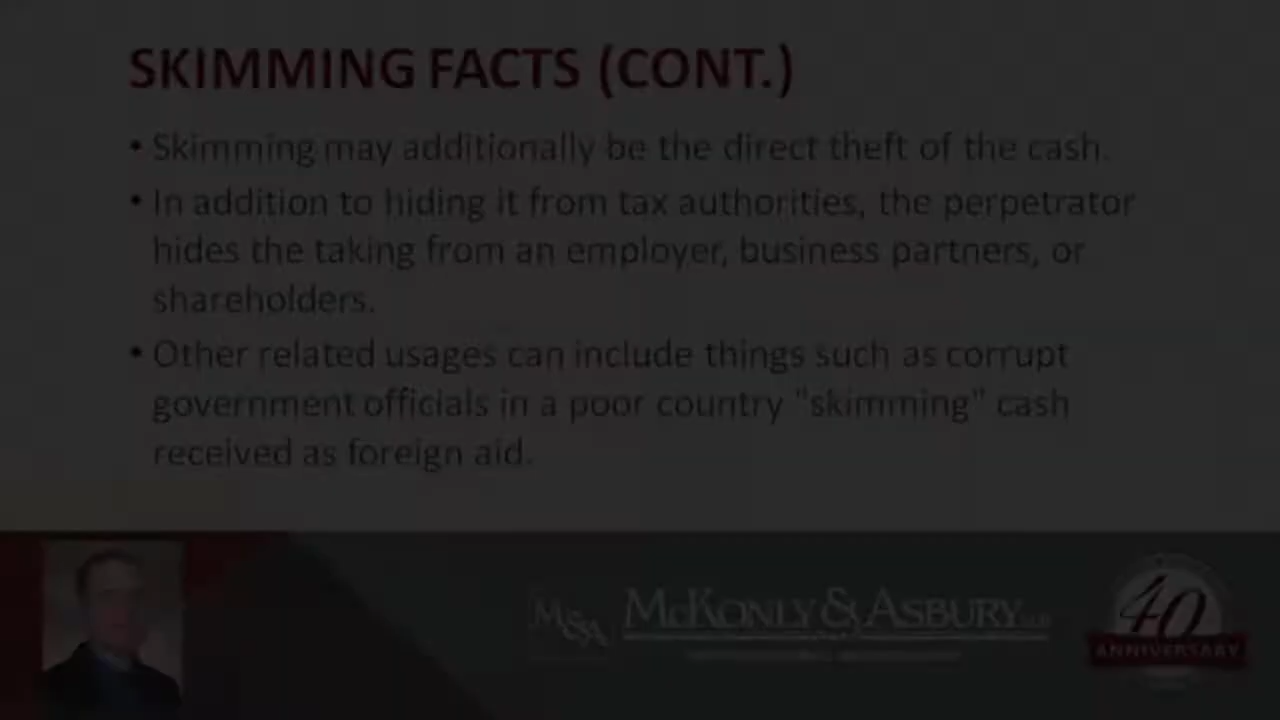 SKIMMING FACTS (CONT.)
• Skimming may additionally be the direct theft of the cash.
• In addition to hiding it from tax authorities, the perpetrator
hides the taking from an employer, business partners, or
shareholders.
• Other related usages can include things such as corrupt
government officials in a poor country "skimming" cash
received as foreign aid.
M&A
McKonly & Asbury LLP
40
ANNIVERSARY